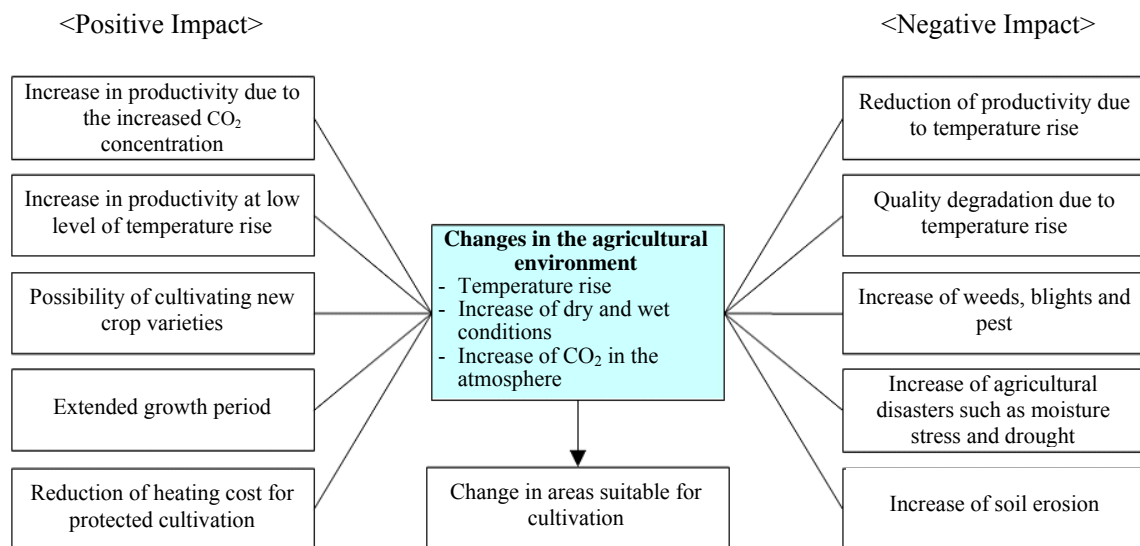 <Positive Impact>
Increase in productivity due to
the increased CO₂
concentration
Increase in productivity at low
level of temperature rise
Possibility of cultivating new
crop varieties
Extended growth period
Reduction of heating cost for
protected cultivation
Changes in the agricultural
environment
- Temperature rise
- Increase of dry and wet
conditions
- Increase of CO₂ in the
atmosphere
Change in areas suitable for
cultivation
<Negative Impact>
Reduction of productivity due
to temperature rise
Quality degradation due to
temperature rise
Increase of weeds, blights and
pest
Increase of agricultural
disasters such as moisture
stress and drought
Increase of soil erosion